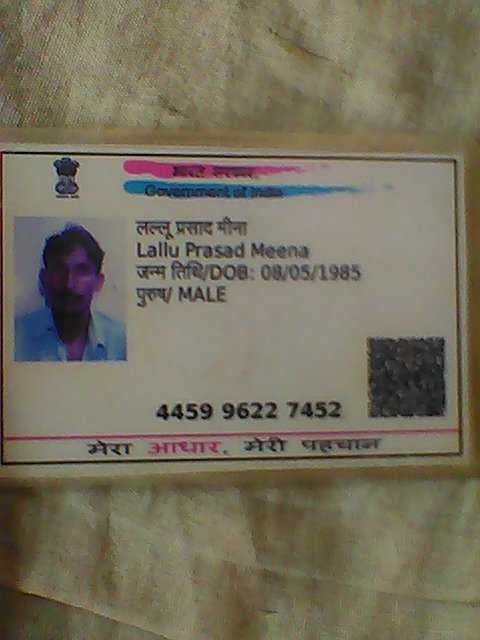 भारत सरकार
Government of India
लल्लू प्रसाद मीना
Lallu Prasad Meena
जन्म तिथि/DOB: 08/05/1985
पुरुष/ MALE
4459 9622 7452
मेरा आधार, मेरी पहचान